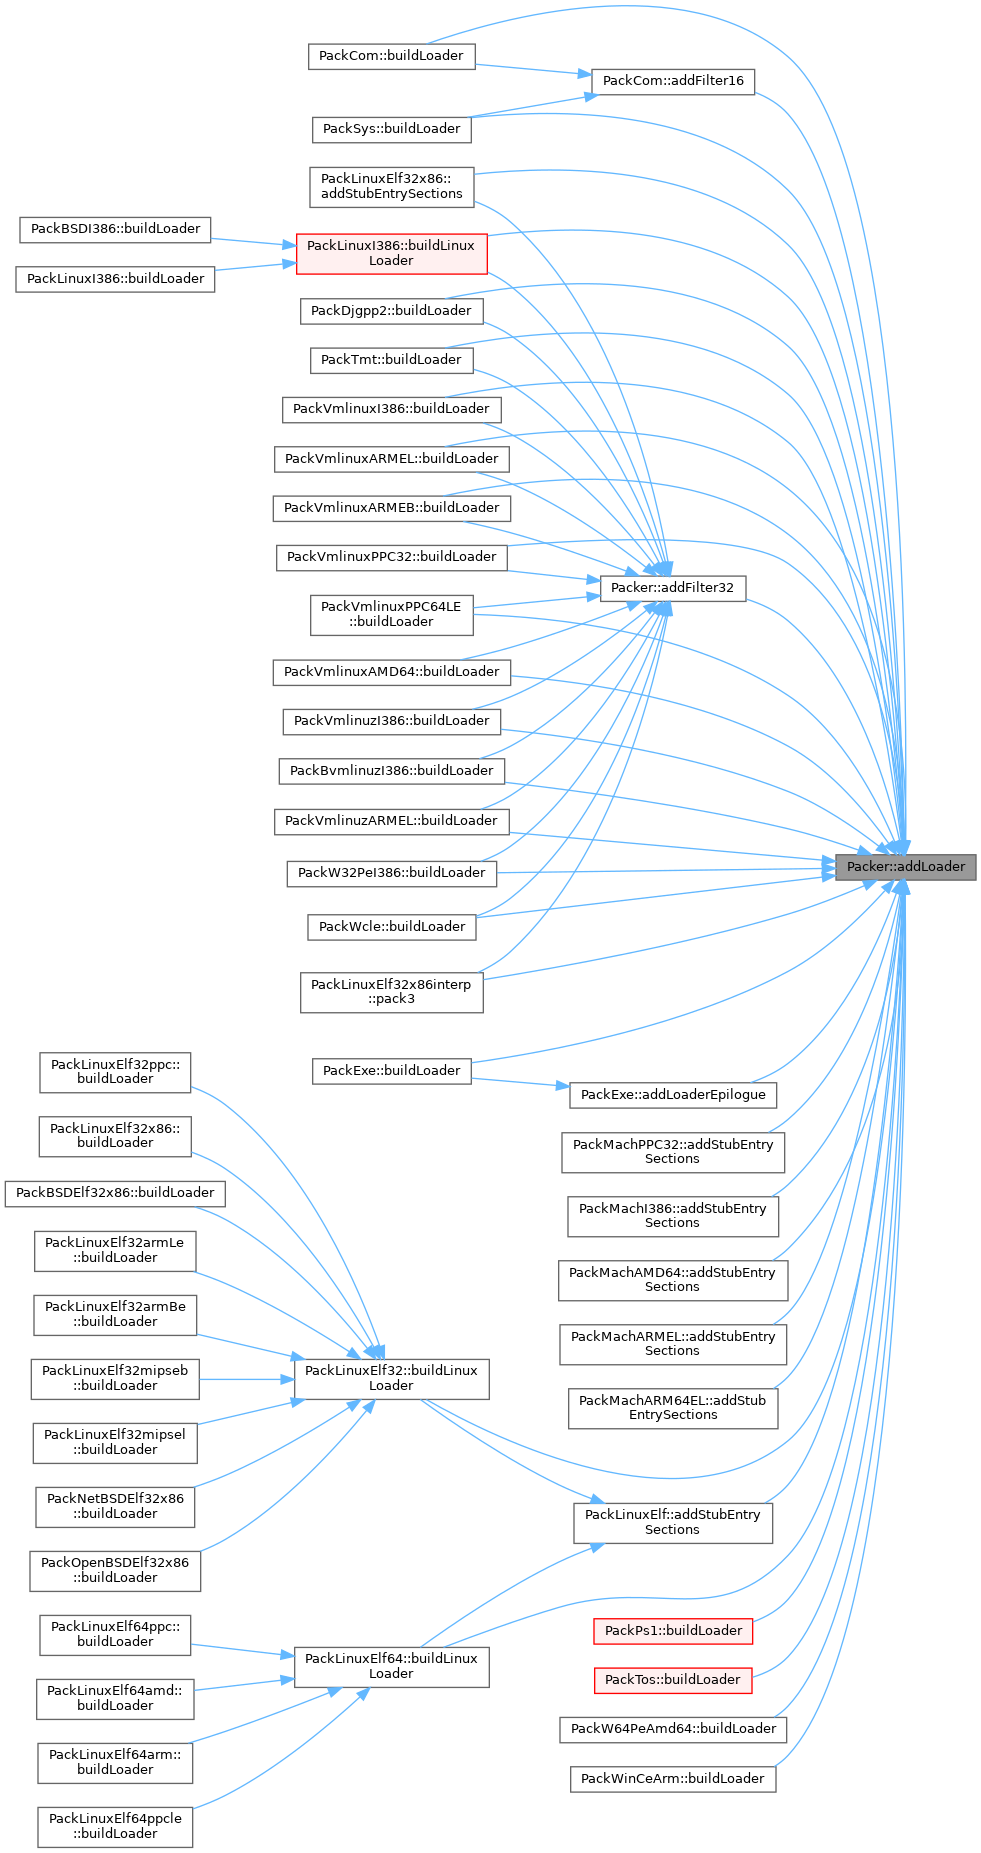 PackCom::buildLoader
PackCom::addFilter16
PackSys::buildLoader
PackLinuxElf32x86::
addStubEntrySections
PackBSDI386::buildLoader
PackLinuxI386::buildLinux
Loader
PackLinuxI386::buildLoader
PackDjgpp2::buildLoader
PackTmt::buildLoader
PackVmlinuxI386::buildLoader
PackVmlinuxARMEL::buildLoader
PackVmlinuxARMEB::buildLoader
PackVmlinuxPPC32::buildLoader
Packer::addFilter32
PackVmlinuxPPC64LE
::buildLoader
PackVmlinuxAMD64::buildLoader
PackVmlinuzI386::buildLoader
PackBvmlinuzI386::buildLoader
PackVmlinuzARMEL::buildLoader
Packer::addLoader
PackW32PeI386::buildLoader
PackWcle::buildLoader
PackLinuxElf32x86interp
::pack3
PackExe::buildLoader
PackExe::addLoaderEpilogue
PackLinuxElf32ppc::
buildLoader
PackLinuxElf32x86::
buildLoader
PackMachPPC32::addStubEntry
Sections
PackBSDElf32x86::buildLoader
PackMachI386::addStubEntry
Sections
PackLinuxElf32armLe
::buildLoader
PackMachAMD64::addStubEntry
Sections
PackLinuxElf32armBe
::buildLoader
PackMachARMEL::addStubEntry
Sections
PackLinuxElf32mipseb
::buildLoader
PackLinuxElf32::buildLinux
Loader
PackMachARM64EL::addStub
EntrySections
PackLinuxElf32mipsel
::buildLoader
PackNetBSDElf32x86
::buildLoader
PackLinuxElf::addStubEntry
Sections
PackOpenBSDElf32x86
::buildLoader
PackLinuxElf64ppc::
buildLoader
PackPs1::buildLoader
PackLinuxElf64::buildLinux
Loader
PackTos::buildLoader
PackLinuxElf64amd::
buildLoader
PackW64PeAmd64::buildLoader
PackLinuxElf64arm::
buildLoader
PackWinCeArm::buildLoader
PackLinuxElf64ppcle
::buildLoader